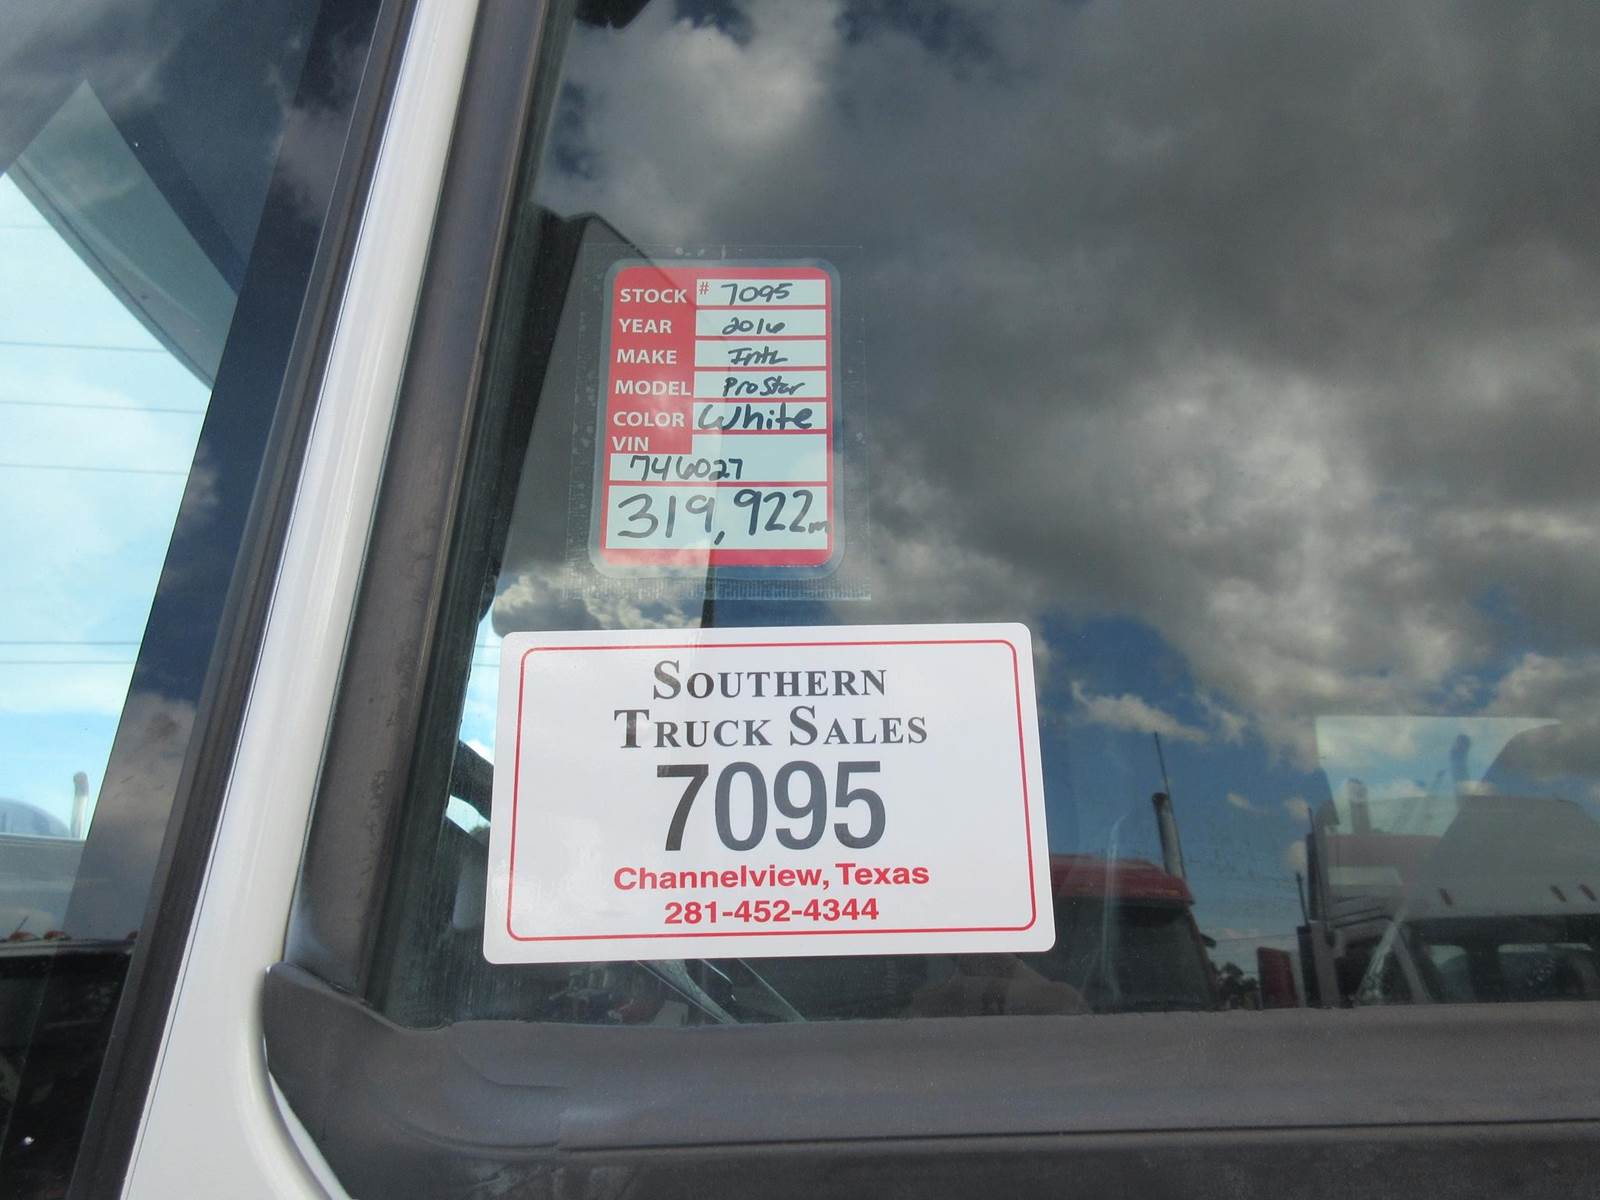 STOCK # 7095
YEAR 2016
MAKE Intl
MODEL ProStar
COLOR White
VIN
746027
319,922m
SOUTHERN
TRUCK SALES
7095
Channelview, Texas
281-452-4344